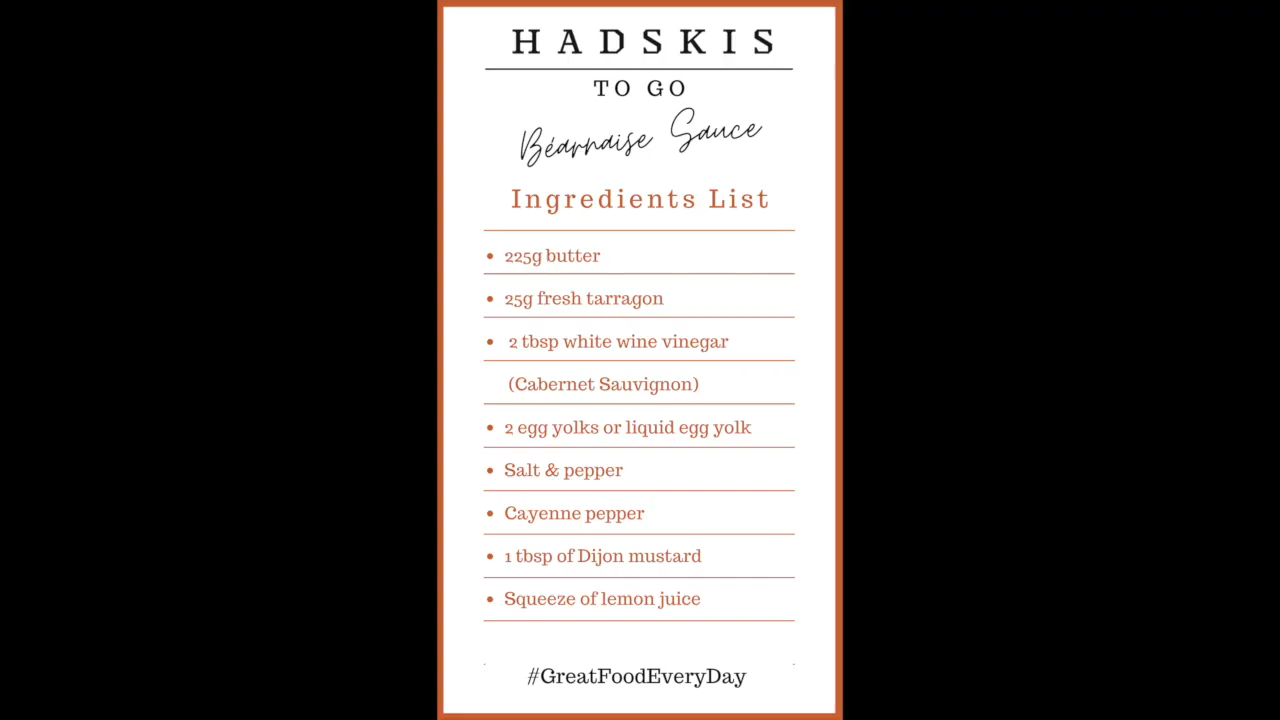 HADSKIS
TO GO
Béarnaise Sauce
Ingredients List
• 225g butter
• 25g fresh tarragon
• 2 tbsp white wine vinegar
(Cabernet Sauvignon)
• 2 egg yolks or liquid egg yolk
• Salt & pepper
• Cayenne pepper
• 1 tbsp of Dijon mustard
• Squeeze of lemon juice
#GreatFoodEveryDay